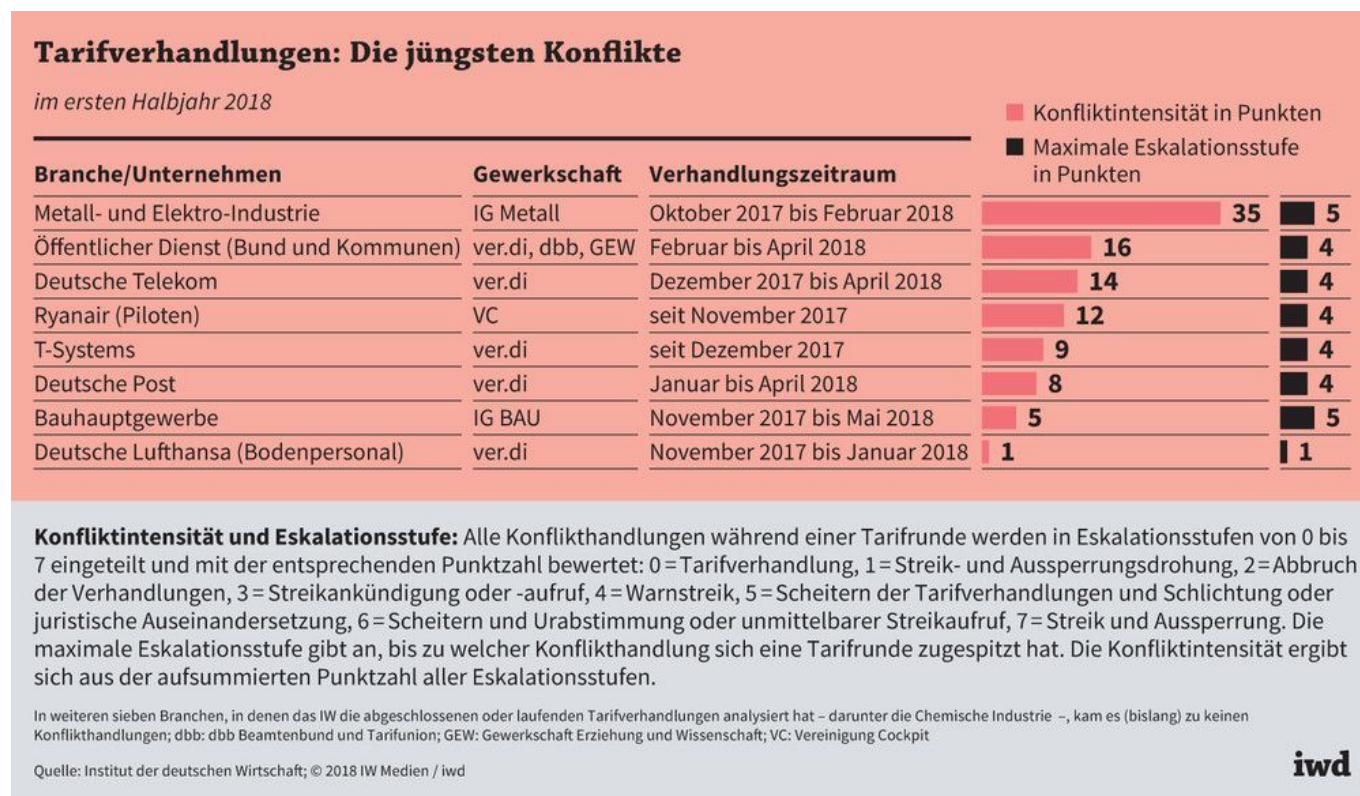 Tarifverhandlungen: Die jüngsten Konflikte
im ersten Halbjahr 2018
Konfliktintensität in Punkten
Maximale Eskalationsstufe
in Punkten
Branche/Unternehmen Gewerkschaft Verhandlungszeitraum
Metall- und Elektro-Industrie IG Metall Oktober 2017 bis Februar 2018 35 5
Öffentlicher Dienst (Bund und Kommunen) ver.di, dbb, GEW Februar bis April 2018 16 4
Deutsche Telekom ver.di Dezember 2017 bis April 2018 14 4
Ryanair (Piloten) VC seit November 2017 12 4
T-Systems ver.di seit Dezember 2017 9 4
Deutsche Post ver.di Januar bis April 2018 8 4
Bauhauptgewerbe IG BAU November 2017 bis Mai 2018 5 5
Deutsche Lufthansa (Bodenpersonal) ver.di November 2017 bis Januar 2018 1 1
Konfliktintensität und Eskalationsstufe: Alle Konflikthandlungen während einer Tarifrunde werden in Eskalationsstufen von 0 bis
7 eingeteilt und mit der entsprechenden Punktzahl bewertet: 0 = Tarifverhandlung, 1 = Streik- und Aussperrungsdrohung, 2 = Abbruch
der Verhandlungen, 3 = Streikankündigung oder -aufruf, 4 = Warnstreik, 5 = Scheitern der Tarifverhandlungen und Schlichtung oder
juristische Auseinandersetzung, 6 = Scheitern und Urabstimmung oder unmittelbarer Streikaufruf, 7 = Streik und Aussperrung. Die
maximale Eskalationsstufe gibt an, bis zu welcher Konflikthandlung sich eine Tarifrunde zugespitzt hat. Die Konfliktintensität ergibt
sich aus der aufsummierten Punktzahl aller Eskalationsstufen.
In weiteren sieben Branchen, in denen das IW die abgeschlossenen oder laufenden Tarifverhandlungen analysiert hat – darunter die Chemische Industrie –, kam es (bislang) zu keinen
Konflikthandlungen; dbb: dbb Beamtenbund und Tarifunion; GEW: Gewerkschaft Erziehung und Wissenschaft; VC: Vereinigung Cockpit
Quelle: Institut der deutschen Wirtschaft; © 2018 IW Medien / iwd
iwd